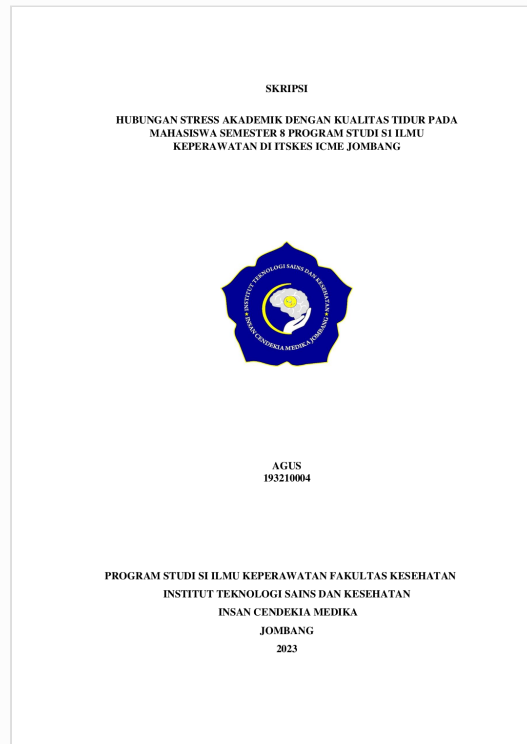 SKRIPSI
HUBUNGAN STRESS AKADEMIK DENGAN KUALITAS TIDUR PADA
MAHASISWA SEMESTER 8 PROGRAM STUDI S1 ILMU
KEPERAWATAN DI ITSKES ICME JOMBANG
INSTITUT TEKNOLOGI SAINS DAN KESEHATAN
INSAN CENDEKIA MEDIKA JOMBANG
AGUS
193210004
PROGRAM STUDI SI ILMU KEPERAWATAN FAKULTAS KESEHATAN
INSTITUT TEKNOLOGI SAINS DAN KESEHATAN
INSAN CENDEKIA MEDIKA
JOMBANG
2023